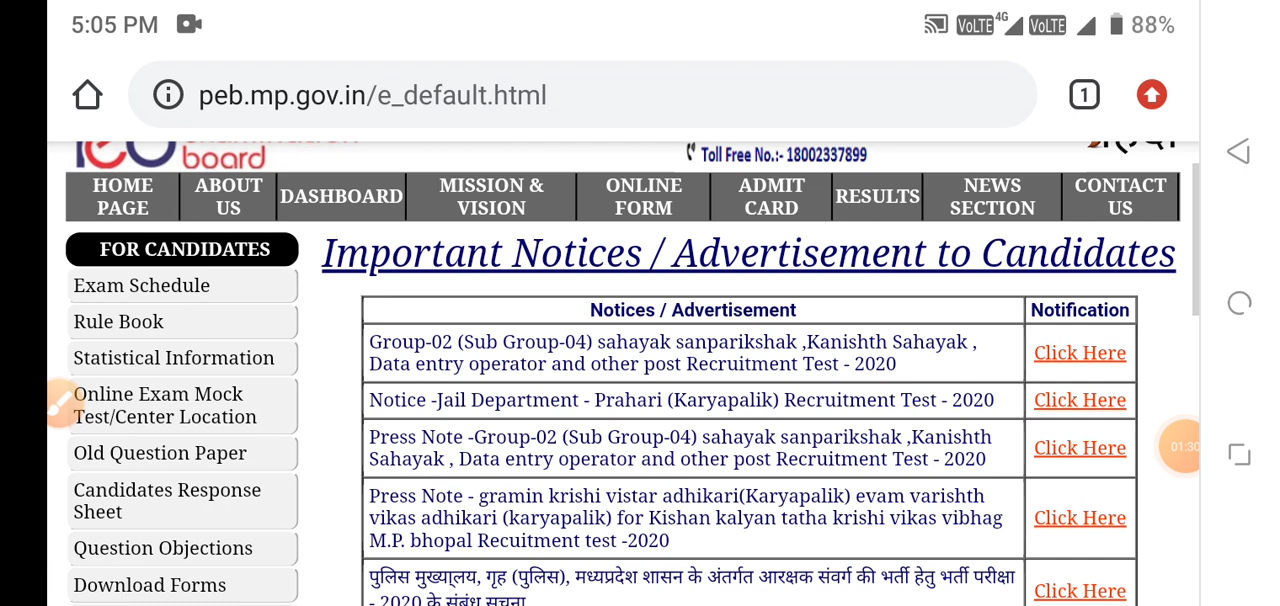 5:05 PM VoLTE 4G VoLTE 88%
peb.mp.gov.in/e_default.html 1
board
Toll Free No.:- 18002337899
HOME PAGE ABOUT US DASHBOARD MISSION & VISION ONLINE FORM ADMIT CARD RESULTS NEWS SECTION CONTACT US
FOR CANDIDATES
Exam Schedule
Rule Book
Statistical Information
Online Exam Mock
Test/Center Location
Old Question Paper
Candidates Response
Sheet
Question Objections
Download Forms
Important Notices / Advertisement to Candidates
Notices / Advertisement Notification
Group-02 (Sub Group-04) sahayak sanparikshak ,Kanishth Sahayak ,
Data entry operator and other post Recruitment Test - 2020
Click Here
Notice -Jail Department - Prahari (Karyapalik) Recruitment Test - 2020 Click Here
Press Note -Group-02 (Sub Group-04) sahayak sanparikshak ,Kanishth
Sahayak , Data entry operator and other post Recruitment Test - 2020
Click Here
Press Note - gramin krishi vistar adhikari(Karyapalik) evam varishth
vikas adhikari (karyapalik) for Kishan kalyan tatha krishi vikas vibhag
M.P. bhopal Recuitment test -2020
Click Here
पुलिस मुख्यालय, गृह (पुलिस), मध्यप्रदेश शासन के अंतर्गत आरक्षक संवर्ग की भर्ती हेतु भर्ती परीक्षा
- 2020 के संबंध सूचना
Click Here
01:30